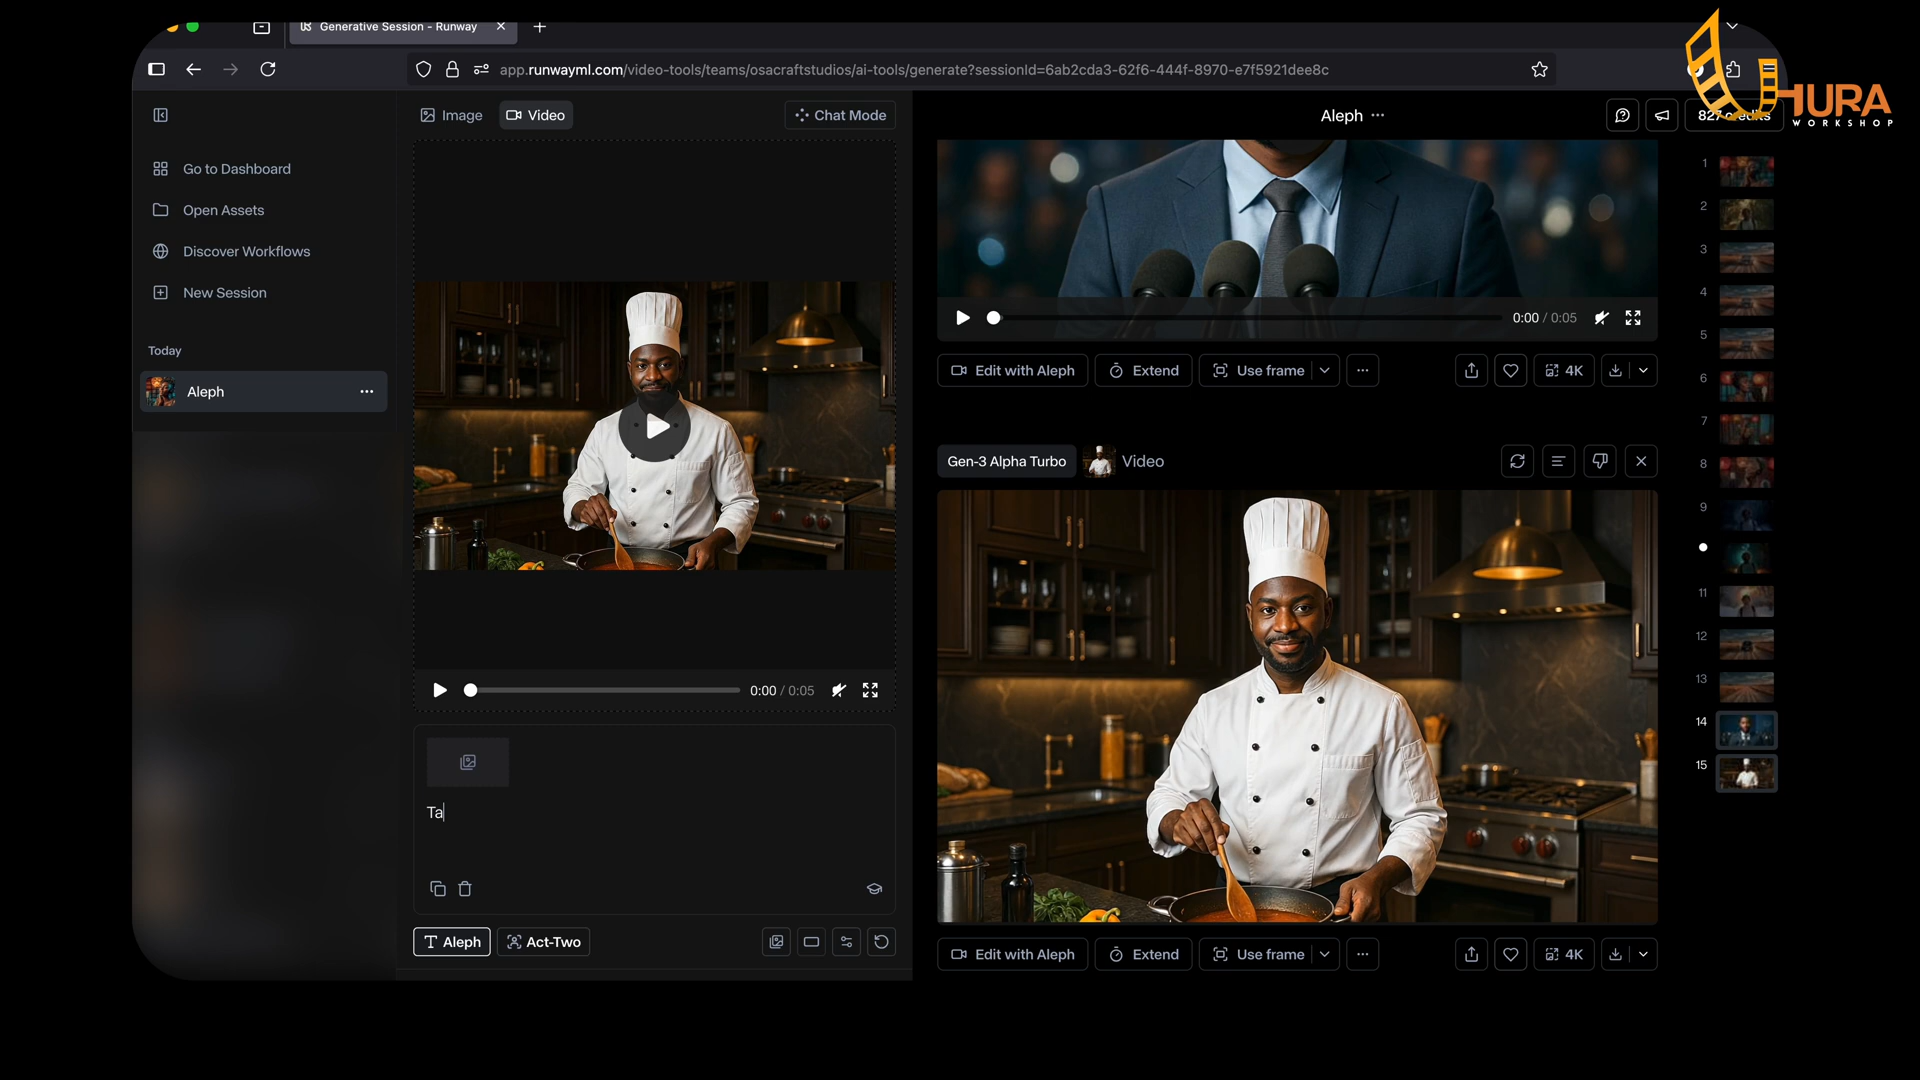 Generative Session - Runway
app.runwayml.com/video-tools/teams/osacraftstudios/ai-tools/generate?sessionId=6ab2cda3-62f6-444f-8970-e7f5921dee8c
HURA
WORKSHOP
Go to Dashboard
Open Assets
Discover Workflows
New Session
Today
Aleph
Image
Video
Chat Mode
0:00 / 0:05
Ta
Aleph
Act-Two
Aleph
827 credits
0:00 / 0:05
Edit with Aleph
Extend
Use frame
4K
Gen-3 Alpha Turbo
Video
Edit with Aleph
Extend
Use frame
4K
1
2
3
4
5
6
7
8
9
11
12
13
14
15